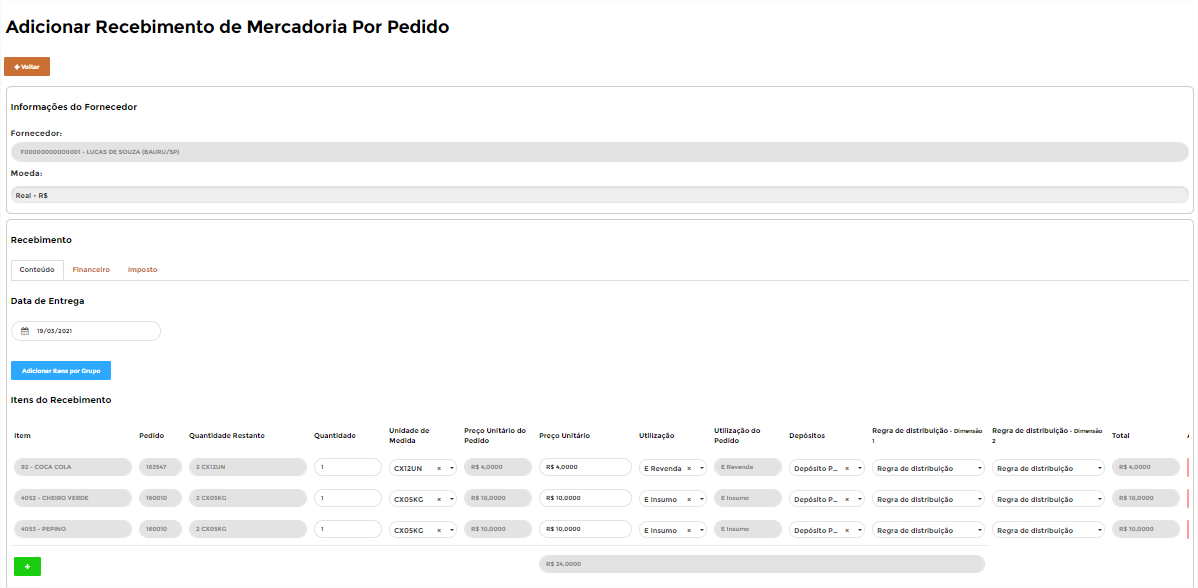 Adicionar Recebimento de Mercadoria Por Pedido
Voltar
Informações do Fornecedor
Fornecedor:
F00000000000001 - LUCAS DE SOUZA (BAURU/SP)
Moeda:
Real - R$
Recebimento
Conteúdo Financeiro Imposto
Data de Entrega
19/03/2021
Adicionar Itens por Grupo
Itens do Recebimento
Item Pedido Quantidade Restante Quantidade Unidade de Medida Preço Unitário do Pedido Preço Unitário Utilização Utilização do Pedido Depósitos Regra de distribuição - Dimensão 1 Regra de distribuição - Dimensão 2 Total
92 - COCA COLA 163547 2 CX12UN 1 CX12UN × R$ 4,0000 R$ 4,0000 E Revenda × E Revenda Depósito P... × Regra de distribuição Regra de distribuição R$ 4,0000
4052 - CHEIRO VERDE 160010 2 CX05KG 1 CX05KG × R$ 10,0000 R$ 10,0000 E Insumo × E Insumo Depósito P... × Regra de distribuição Regra de distribuição R$ 10,0000
4053 - PEPINO 160010 2 CX05KG 1 CX05KG × R$ 10,0000 R$ 10,0000 E Insumo × E Insumo Depósito P... × Regra de distribuição Regra de distribuição R$ 10,0000
+ R$ 24,0000